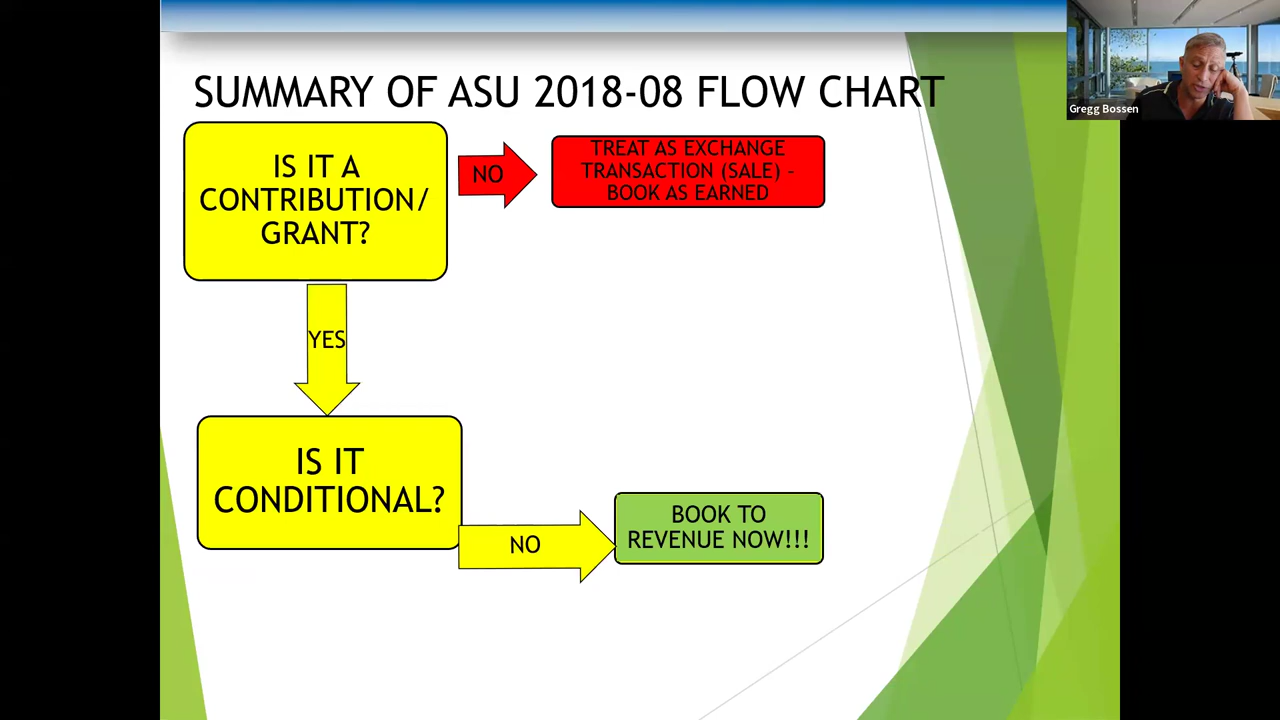 SUMMARY OF ASU 2018-08 FLOW CHART
Gregg Bossen
IS IT A
CONTRIBUTION/
GRANT?
NO
TREAT AS EXCHANGE
TRANSACTION (SALE) –
BOOK AS EARNED
YES
IS IT
CONDITIONAL?
NO
BOOK TO
REVENUE NOW!!!